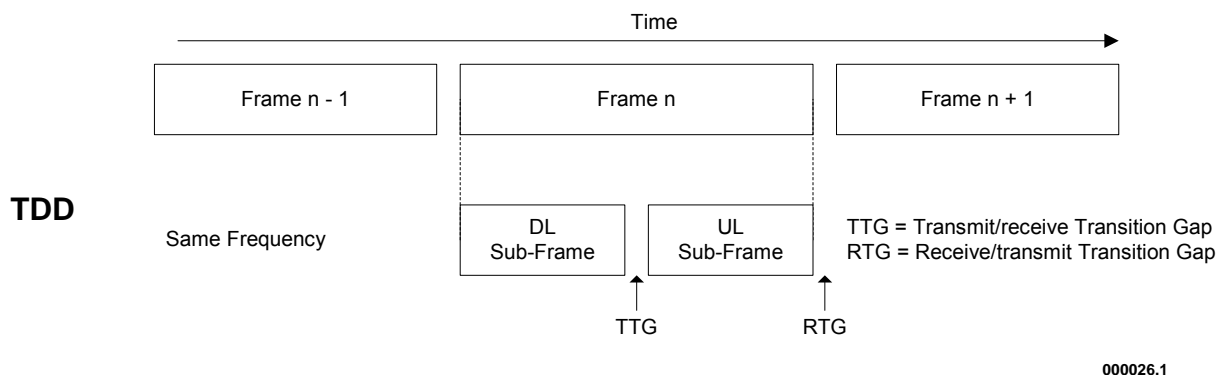 Time
Frame n - 1
Frame n
Frame n + 1
TDD
Same Frequency
DL
Sub-Frame
UL
Sub-Frame
TTG = Transmit/receive Transition Gap
RTG = Receive/transmit Transition Gap
TTG
RTG
000026.1